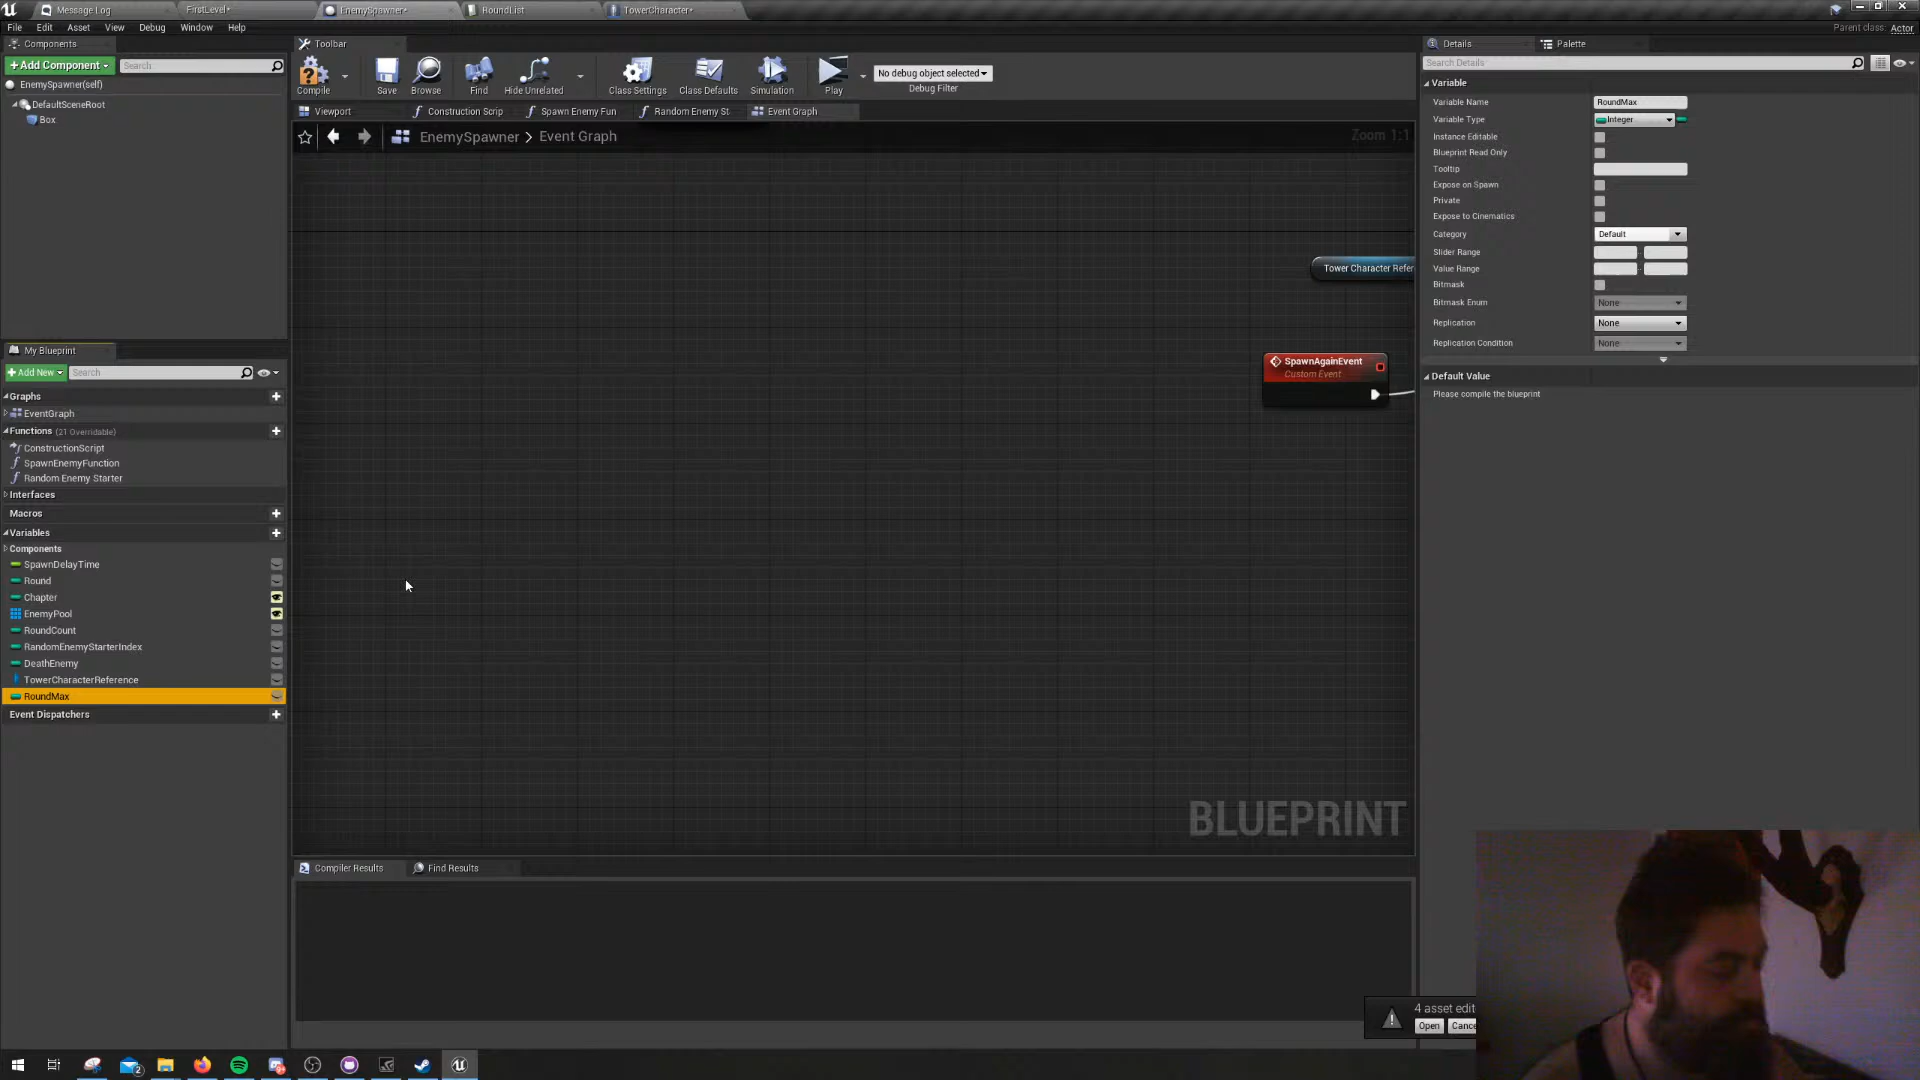 Message Log
FirstLevel*
EnemySpawner*
RoundList
TowerCharacter*
File Edit Asset View Debug Window Help
Parent class: Actor
Components
+Add Component
Search
EnemySpawner(self)
DefaultSceneRoot
Box
Toolbar
Compile
Save
Browse
Find
Hide Unrelated
Class Settings
Class Defaults
Simulation
Play
No debug object selected
Debug Filter
Viewport
Construction Scrip
Spawn Enemy Fun
Random Enemy St
Event Graph
EnemySpawner > Event Graph
Zoom 1:1
Tower Character Refer
SpawnAgainEvent
Custom Event
BLUEPRINT
My Blueprint
+Add New
Search
Graphs
EventGraph
Functions (21 Overridable)
ConstructionScript
SpawnEnemyFunction
Random Enemy Starter
Interfaces
Macros
Variables
Components
SpawnDelayTime
Round
Chapter
EnemyPool
RoundCount
RandomEnemyStarterIndex
DeathEnemy
TowerCharacterReference
RoundMax
Event Dispatchers
Compiler Results
Find Results
Details
Palette
Search Details
Variable
Variable Name RoundMax
Variable Type Integer
Instance Editable
Blueprint Read Only
Tooltip
Expose on Spawn
Private
Expose to Cinematics
Category Default
Slider Range
Value Range
Bitmask
Bitmask Enum None
Replication None
Replication Condition None
Default Value
Please compile the blueprint
4 asset edit
Open Cance
2